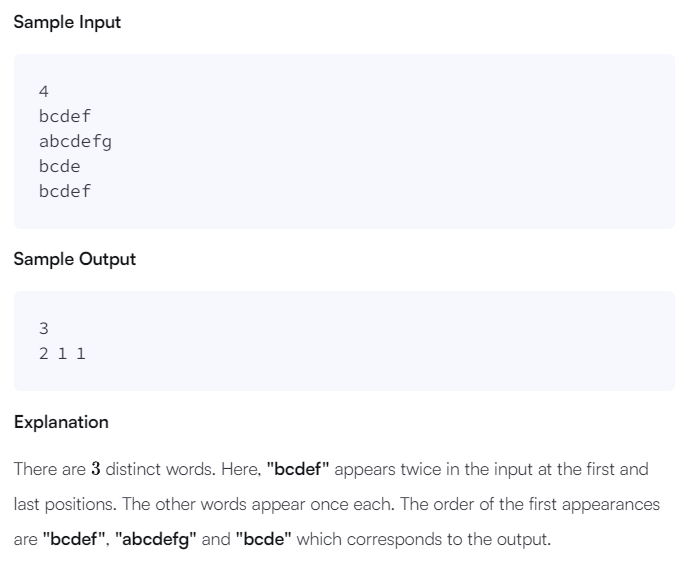 Sample Input
4
bcdef
abcdefg
bcde
bcdef
Sample Output
3
2 1 1
Explanation
There are 3 distinct words. Here, "bcdef" appears twice in the input at the first and
last positions. The other words appear once each. The order of the first appearances
are "bcdef", "abcdefg" and "bcde" which corresponds to the output.